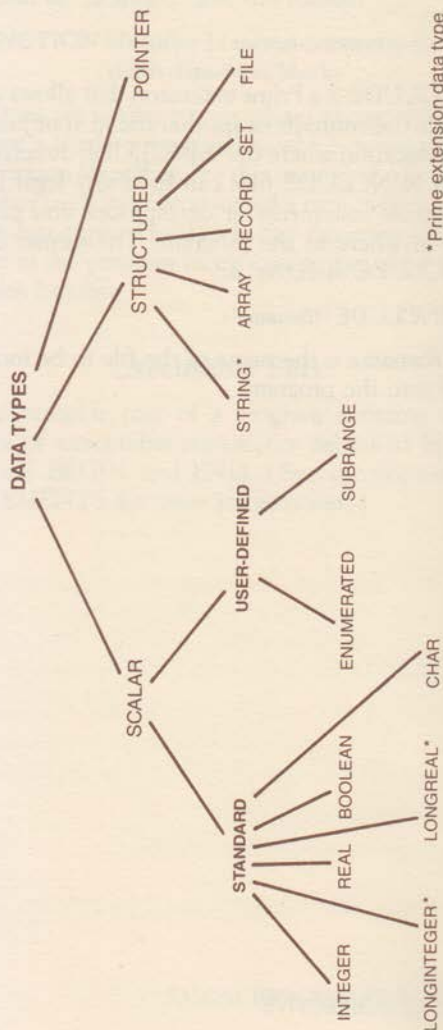 DATA TYPES
SCALAR STRUCTURED POINTER
STANDARD USER-DEFINED STRING ARRAY RECORD SET FILE
INTEGER REAL BOOLEAN ENUMERATED SUBRANGE
LONGINTEGER* LONGREAL* CHAR
* Prime extension data type